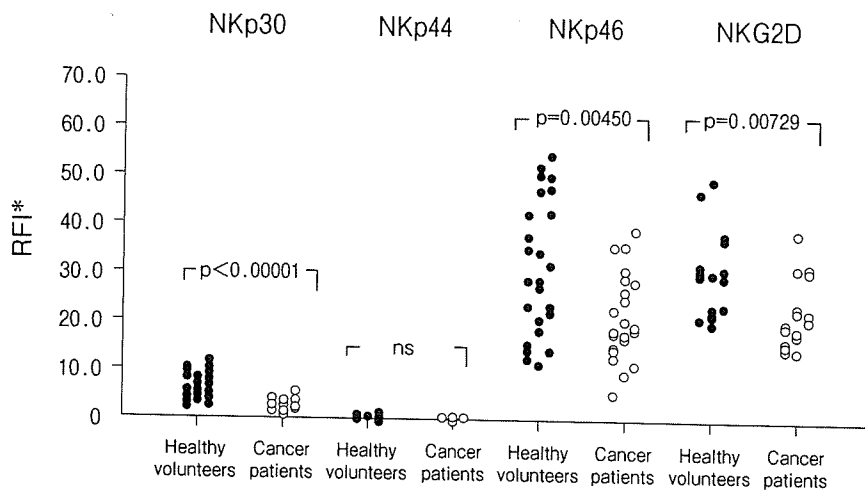 NKp30 NKp44 NKp46 NKG2D
70.0
60.0
p=0.00450 p=0.00729
50.0
40.0
RFI*
30.0
p<0.00001
20.0
ns
10.0
0
Healthy Cancer Healthy Cancer Healthy Cancer Healthy Cancer
volunteers patients volunteers patients volunteers patients volunteers patients